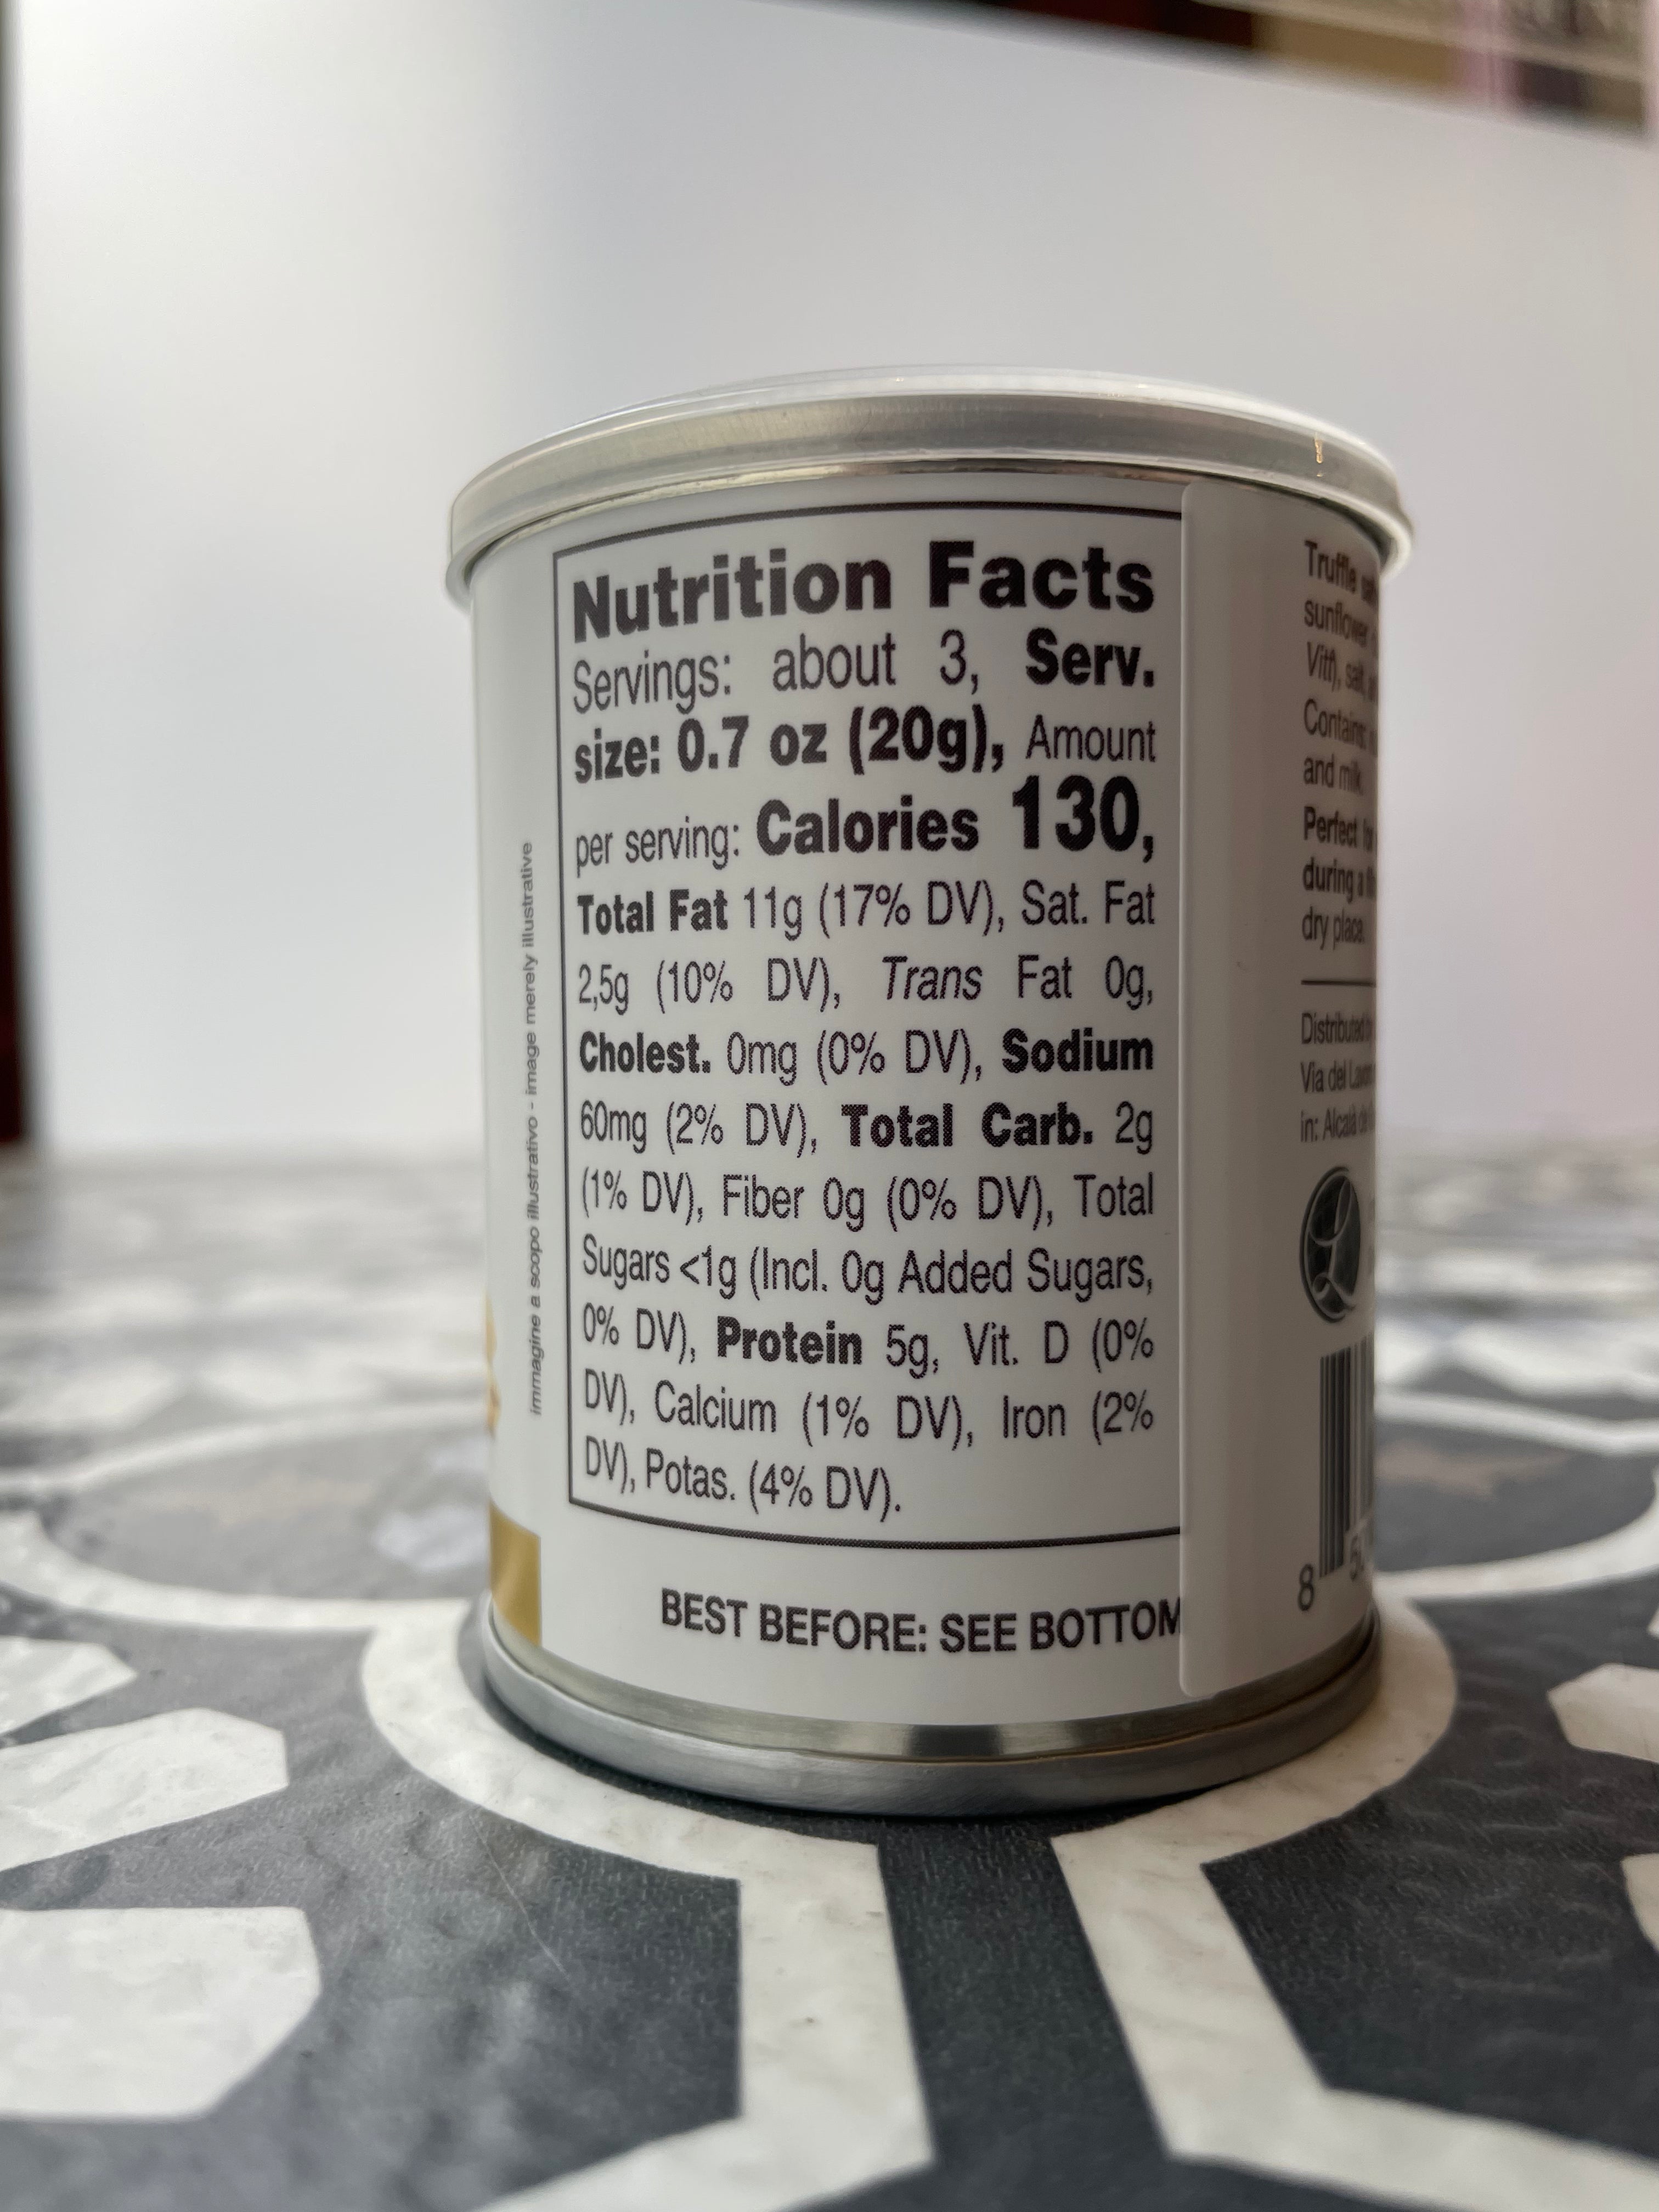 Nutrition Facts
Servings: about 3, Serv.
size: 0.7 oz (20g), Amount
per serving: Calories 130,
Total Fat 11g (17% DV), Sat. Fat
2,5g (10% DV), Trans Fat 0g,
Cholest. 0mg (0% DV), Sodium
60mg (2% DV), Total Carb. 2g
(1% DV), Fiber 0g (0% DV), Total
Sugars <1g (Incl. 0g Added Sugars,
0% DV), Protein 5g, Vit. D (0%
DV), Calcium (1% DV), Iron (2%
DV), Potas. (4% DV).
BEST BEFORE: SEE BOTTOM
immagine a scopo illustrativo - image merely illustrative
Truffle
sunflower
Vit), salt,
Contains
and milk.
Perfect
during a
dry place.
Distributed
Via del
in: Alcalá
8